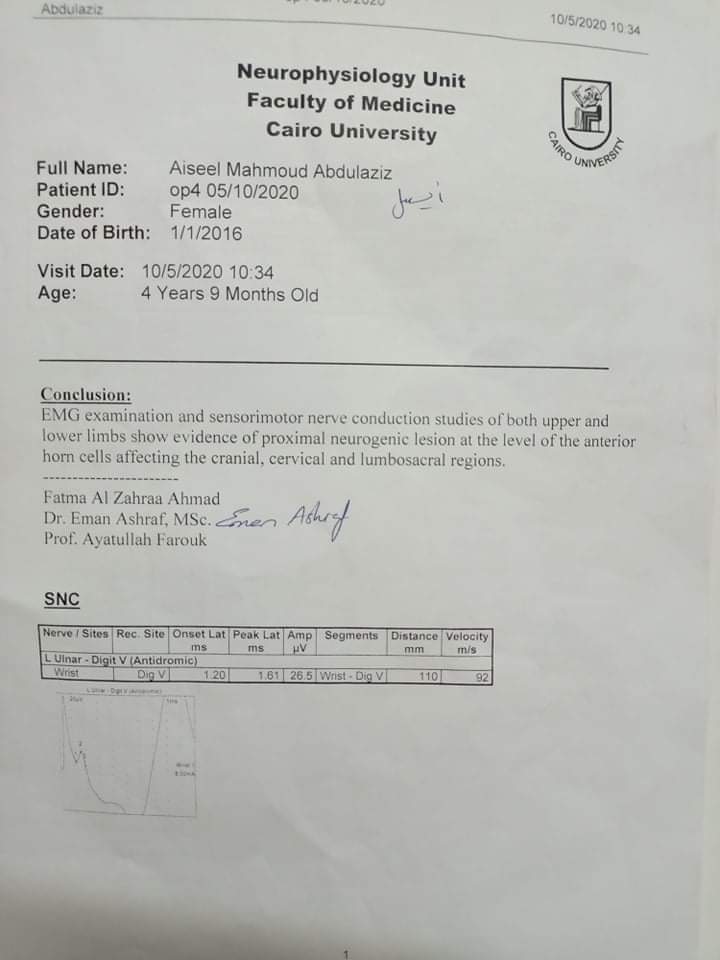 Abdulaziz
10/5/2020 10:34
Neurophysiology Unit
Faculty of Medicine
Cairo University
CAIRO UNIVERSITY
Full Name: Aiseel Mahmoud Abdulaziz
Patient ID: op4 05/10/2020
Gender: Female
Date of Birth: 1/1/2016
Visit Date: 10/5/2020 10:34
Age: 4 Years 9 Months Old
Conclusion:
EMG examination and sensorimotor nerve conduction studies of both upper and
lower limbs show evidence of proximal neurogenic lesion at the level of the anterior
horn cells affecting the cranial, cervical and lumbosacral regions.
-----------------------
Fatma Al Zahraa Ahmad
Dr. Eman Ashraf, MSc. Eman Ashraf
Prof. Ayatullah Farouk
SNC
Nerve / Sites Rec. Site Onset Lat Peak Lat Amp Segments Distance Velocity
ms ms µV mm m/s
L Ulnar - Digit V (Antidromic)
Wrist Dig V 1.20 1.61 26.5 Wrist - Dig V 110 92
L Ulnar - Digit V (Antidromic)
1